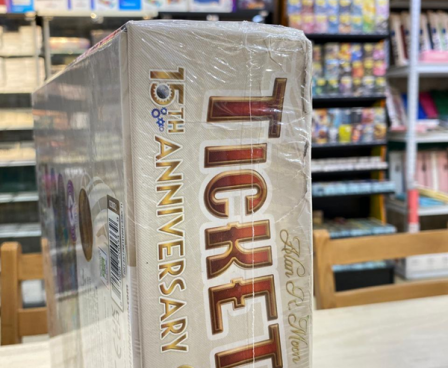 15TH ANNIVERSARY
TICKET
Alan R. Moon